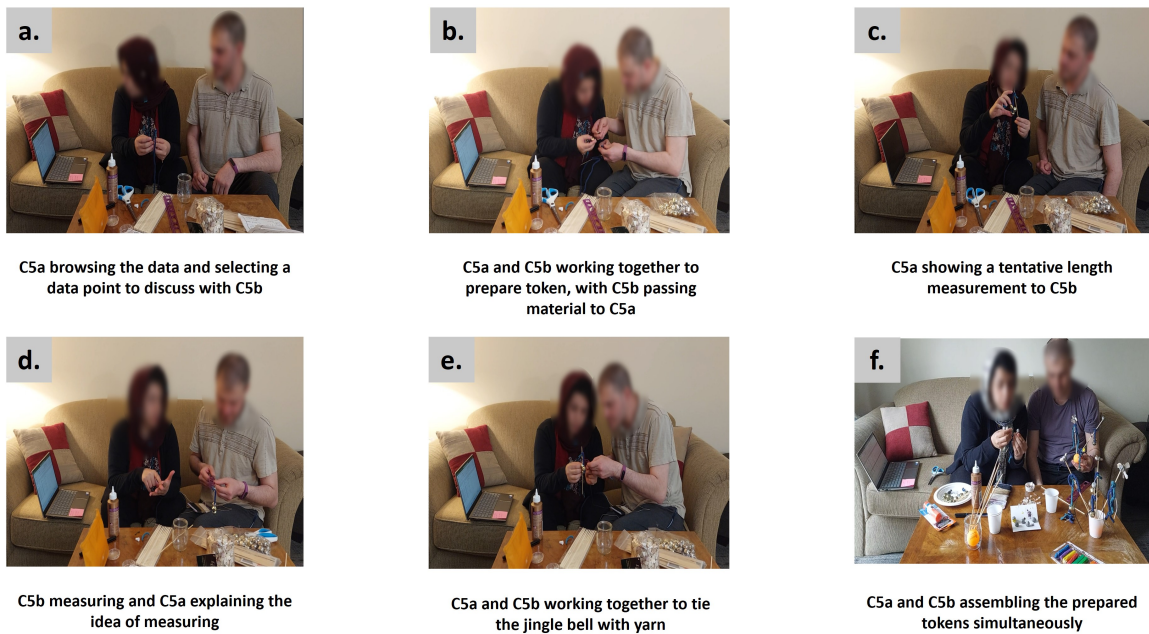 a.
b.
c.
C5a browsing the data and selecting a
data point to discuss with C5b
C5a and C5b working together to
prepare token, with C5b passing
material to C5a
C5a showing a tentative length
measurement to C5b
d.
e.
f.
C5b measuring and C5a explaining the
idea of measuring
C5a and C5b working together to tie
the jingle bell with yarn
C5a and C5b assembling the prepared
tokens simultaneously